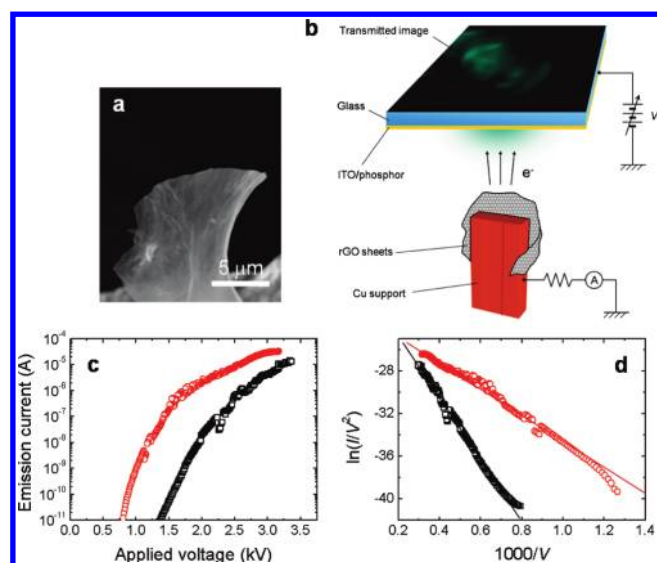 b
Transmitted image
a
Glass
V
ITO/phosphor
e-
5 μm
rGO sheets
Cu support
A
c
d
Emission current (A)
10-4
10-5
10-6
10-7
10-8
10-9
10-10
10-11
0.0 0.5 1.0 1.5 2.0 2.5 3.0 3.5
Applied voltage (kV)
ln(I/V2)
-28
-32
-36
-40
0.2 0.4 0.6 0.8 1.0 1.2 1.4
1000/V